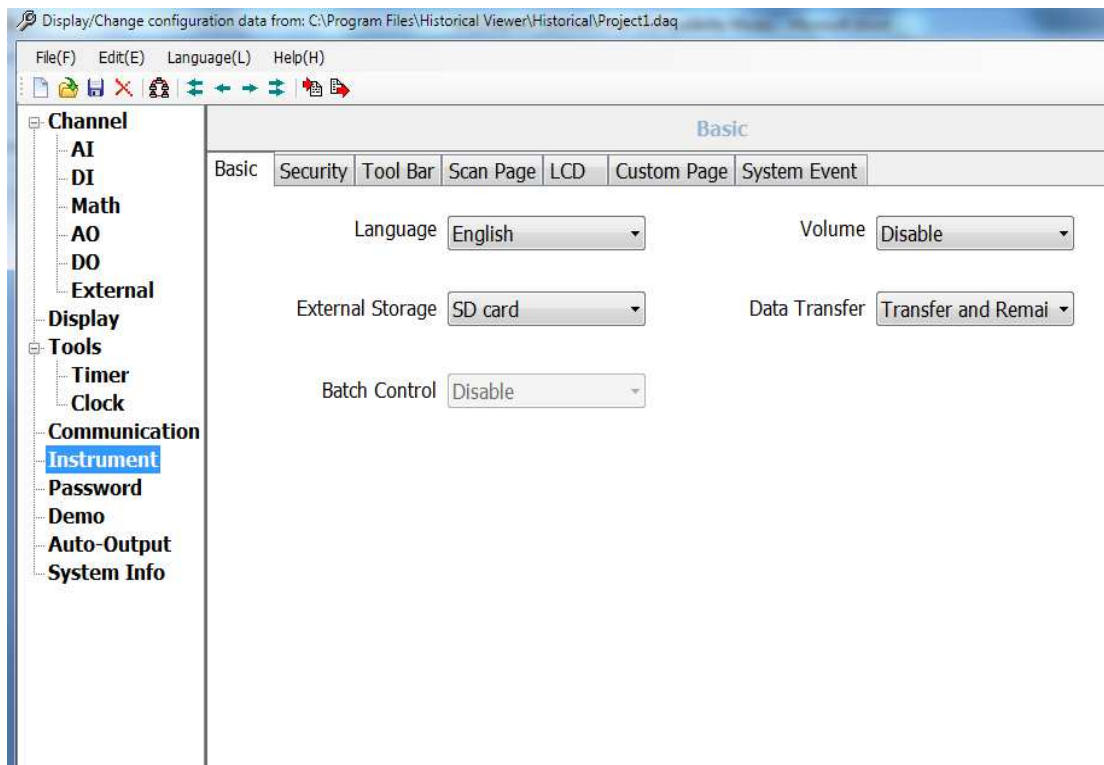 Display/Change configuration data from: C:\Program Files\Historical Viewer\Historical\Project1.daq
File(F) Edit(E) Language(L) Help(H)
Channel
AI
DI
Math
AO
DO
External
Display
Tools
Timer
Clock
Communication
Instrument
Password
Demo
Auto-Output
System Info
Basic
Basic Security Tool Bar Scan Page LCD Custom Page System Event
Language English Volume Disable
External Storage SD card Data Transfer Transfer and Remai
Batch Control Disable